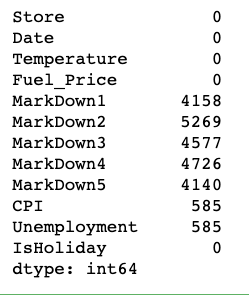 Store 0
Date 0
Temperature 0
Fuel_Price 0
MarkDown1 4158
MarkDown2 5269
MarkDown3 4577
MarkDown4 4726
MarkDown5 4140
CPI 585
Unemployment 585
IsHoliday 0
dtype: int64